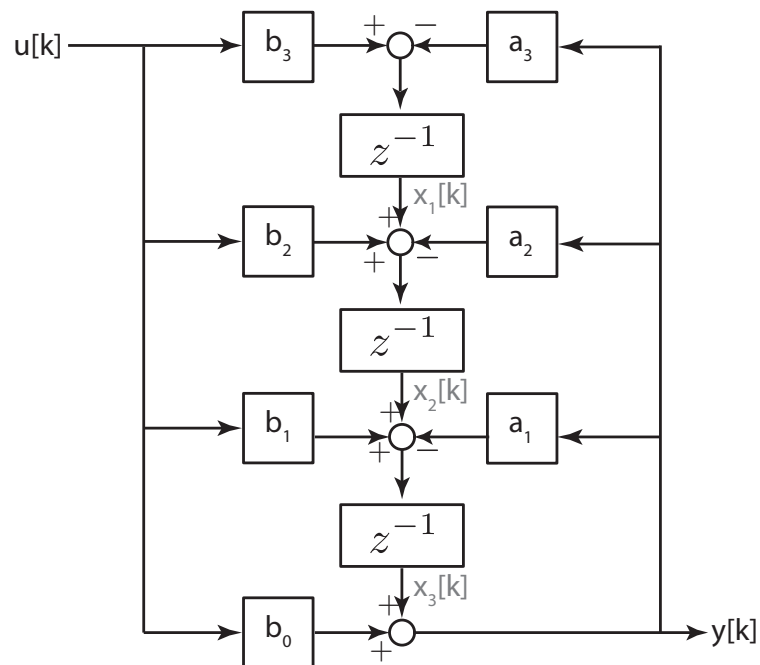 u[k] b₃ + − a₃
z⁻¹
x₁[k]
+
b₂ + − a₂
z⁻¹
x₂[k]
+
b₁ + − a₁
z⁻¹
x₃[k]
+
b₀ + y[k]